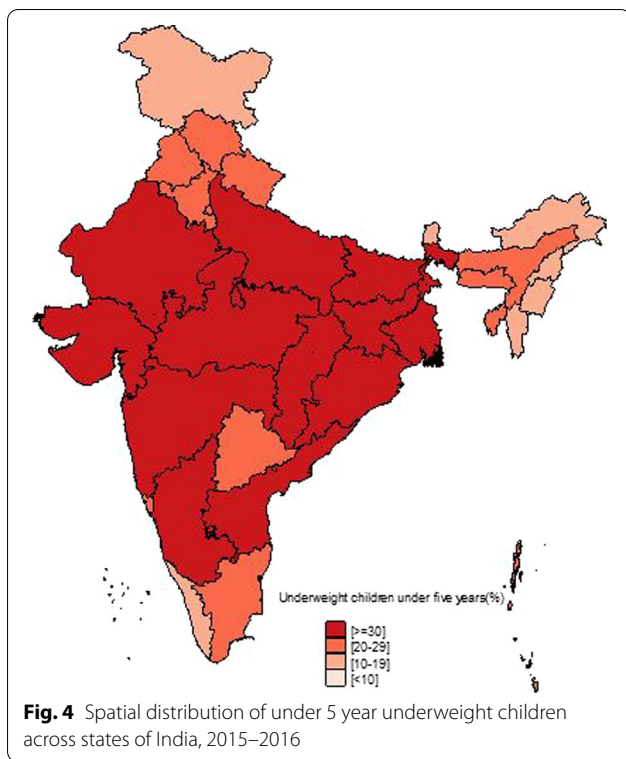 Underweight children under five years(%)
[>=30]
[20-29]
[10-19]
[<10]
Fig. 4 Spatial distribution of under 5 year underweight children
across states of India, 2015–2016